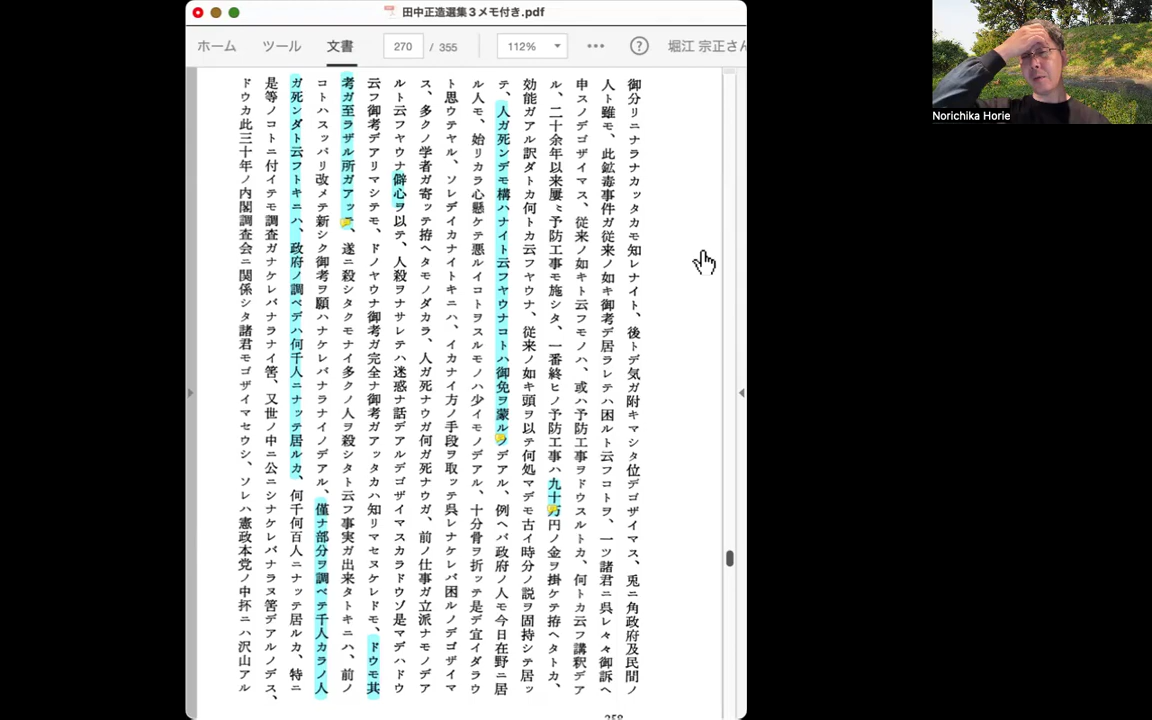 田中正造選集３メモ付き.pdf
ホーム
ツール
文書
270 / 355
112%
堀江 宗正さん
Norichika Horie
御分リニナラナカッタカモ知レナイト、後トデ気ガ附キマシタ位デゴザイマス、兎ニ角政府及民間ノ
人ト雖モ、此鉱毒事件ガ従来ノ如キ御考デ居ラレテハ困ルト云フコトヲ、一ツ諸君ニ呉レ々々御訴ヘ
申スノデゴザイマス、従来ノ如キト云フモノハ、或ハ予防工事ヲドウスルトカ、何トカ云フ講釈デア
ル、二十余年以来屡〻予防工事モ施シタ、一番終ヒノ予防工事ハ九十万円ノ金ヲ掛ケテ拵ヘタトカ、
効能ガアル訳ダトカ何トカ云フヤウナ、従来ノ如キ頭ヲ以テ何処マデモ古イ時分ノ説ヲ固持シテ居ッ
テ、人ガ死ンデモ構ハナイト云フヤウナコトハ御免ヲ蒙ルノデアル、例ヘバ政府ノ人モ今日在野ニ居
ル人モ、始リカラ心懸ケテ悪ルイコトヲスルモノハ少イモノデアル、十分骨ヲ折ッテ是デ宜イダラウ
ト思ウテヤル、ソレデイカナイトキニハ、イカナイ方ノ手段ヲ取ッテ呉レナケレバ困ルノデゴザイマ
ス、多クノ学者ガ寄ッテ拵ヘタモノダカラ、人ガ死ナウガ何ガ死ナウガ、前ノ仕事ガ立派ナモノデア
ルト云フヤウナ僻心ヲ以テ、人殺ヲナサレテハ迷惑ナ話デアルデゴザイマスカラドウゾ是マデハドウ
云フ御考デアリマシテモ、ドノヤウナ御考ガ完全ナ御考ガアッタカハ知リマセヌケレドモ、ドウモ其
考ガ至ラザル所ガアッテ、遂ニ殺シタクモナイ多クノ人ヲ殺シタト云フ事実ガ出来タトキニハ、前ノ
コトハスッパリ改メテ新シク御考ヲ願ハナケレバナラナイノデアル、僅ナ部分ヲ調ベテ千人カラノ人
ガ死ンダト云フトキニハ、政府ノ調ベデハ何千人ニナッテ居ルカ、何千何百人ニナッテ居ルカ、特ニ
是等ノコトニ付イテモ調査ガナケレバナラナイ筈、又世ノ中ニ公ニシナケレバナラヌ筈デアルノデス、
ドウカ此三十年ノ内閣調査会ニ関係シタ諸君モゴザイマセウシ、ソレハ憲政本党ノ中抔ニハ沢山アル